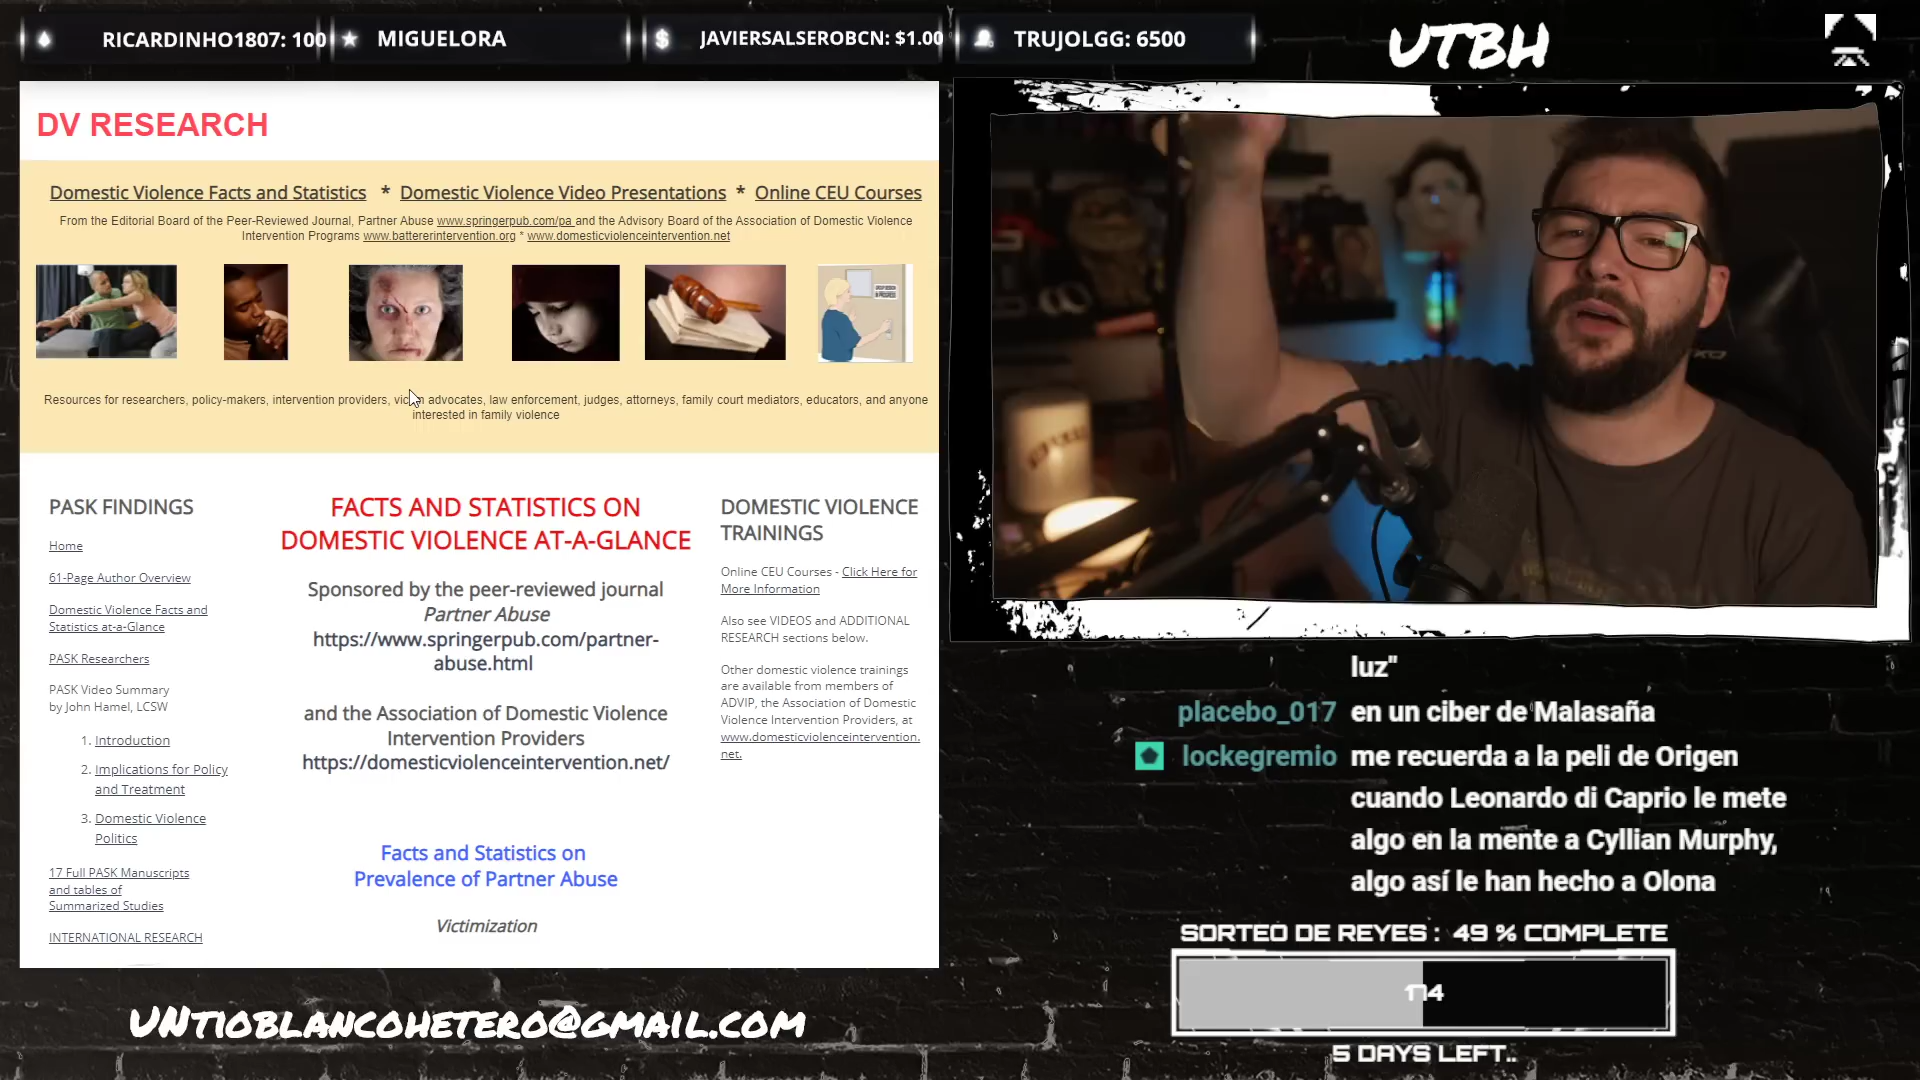 RICARDINHO1807: 100
MIGUELORA
JAVIERSALSEROBCN: $1.00
TRUJOLGG: 6500
UTBH
DV RESEARCH
Domestic Violence Facts and Statistics * Domestic Violence Video Presentations * Online CEU Courses
From the Editorial Board of the Peer-Reviewed Journal, Partner Abuse www.springerpub.com/pa and the Advisory Board of the Association of Domestic Violence
Intervention Programs www.battererintervention.org * www.domesticviolenceintervention.net
Resources for researchers, policy-makers, intervention providers, victim advocates, law enforcement, judges, attorneys, family court mediators, educators, and anyone
interested in family violence
PASK FINDINGS
Home
61-Page Author Overview
Domestic Violence Facts and
Statistics at-a-Glance
PASK Researchers
PASK Video Summary
by John Hamel, LCSW
1. Introduction
2. Implications for Policy
and Treatment
3. Domestic Violence
Politics
17 Full PASK Manuscripts
and tables of
Summarized Studies
INTERNATIONAL RESEARCH
FACTS AND STATISTICS ON
DOMESTIC VIOLENCE AT-A-GLANCE
Sponsored by the peer-reviewed journal
Partner Abuse
https://www.springerpub.com/partner-
abuse.html
and the Association of Domestic Violence
Intervention Providers
https://domesticviolenceintervention.net/
Facts and Statistics on
Prevalence of Partner Abuse
Victimization
DOMESTIC VIOLENCE
TRAININGS
Online CEU Courses - Click Here for
More Information
Also see VIDEOS and ADDITIONAL
RESEARCH sections below.
Other domestic violence trainings
are available from members of
ADVIP, the Association of Domestic
Violence Intervention Providers, at
www.domesticviolenceintervention.
net.
luz"
placebo_017 en un ciber de Malasaña
lockegremio me recuerda a la peli de Origen
cuando Leonardo di Caprio le mete
algo en la mente a Cyllian Murphy,
algo así le han hecho a Olona
SORTEO DE REYES : 49 % COMPLETE
174
5 DAYS LEFT..
UNTIOBLANCOHETERO@GMAIL.COM